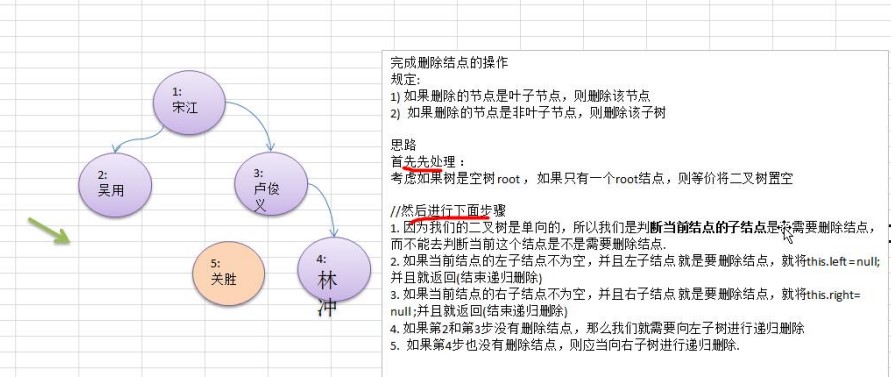 1:
宋江
2:
吴用
3:
卢俊
义
5:
关胜
4:
林
冲
完成删除结点的操作
规定:
1) 如果删除的节点是叶子节点，则删除该节点
2) 如果删除的节点是非叶子节点，则删除该子树
思路
首先先处理：
考虑如果树是空树 root ，如果只有一个root结点，则等价将二叉树置空
//然后进行下面步骤
1. 因为我们的二叉树是单向的，所以我们是判断当前结点的子结点是否需要删除结点，
而不能去判断当前这个结点是不是需要删除结点.
2. 如果当前结点的左子结点不为空，并且左子结点 就是要删除结点，就将this.left = null;
并且就返回(结束递归删除)
3. 如果当前结点的右子结点不为空，并且右子结点 就是要删除结点，就将this.right=
null ;并且就返回(结束递归删除)
4. 如果第2和第3步没有删除结点，那么我们就需要向左子树进行递归删除
5. 如果第4步也没有删除结点，则应当向右子树进行递归删除.